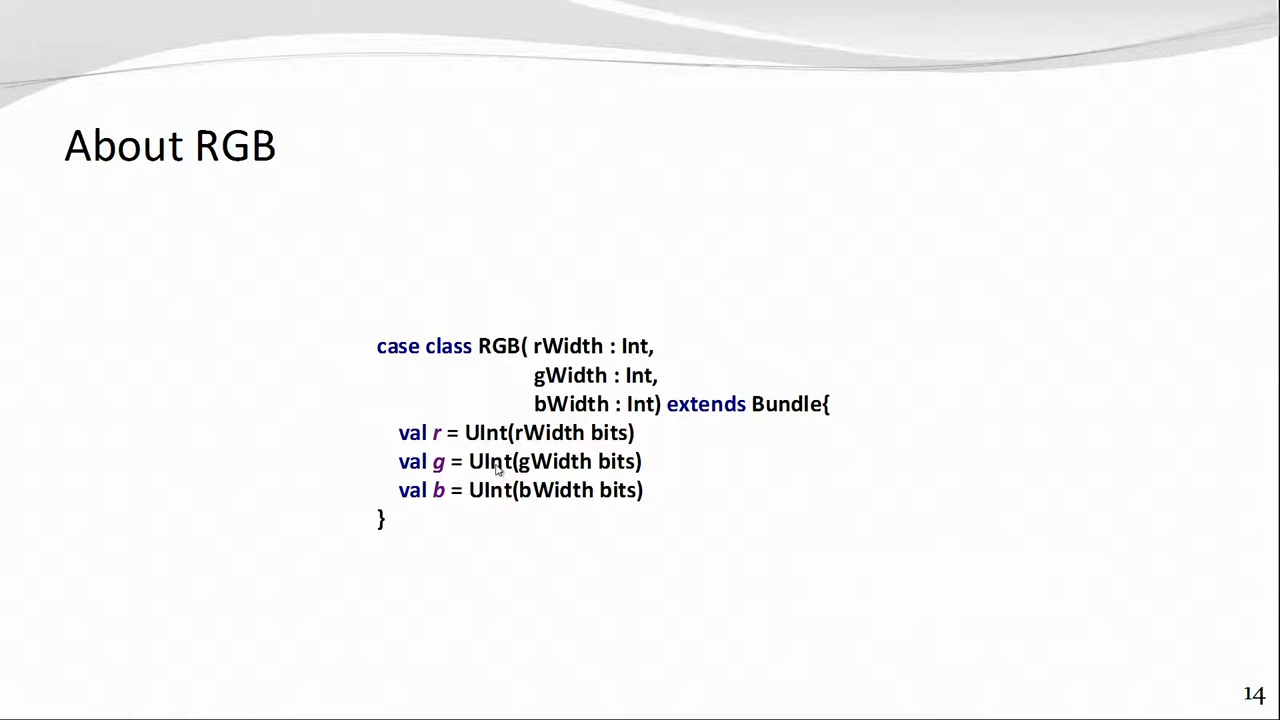 About RGB
case class RGB( rWidth : Int,
gWidth : Int,
bWidth : Int) extends Bundle{
val r = UInt(rWidth bits)
val g = UInt(gWidth bits)
val b = UInt(bWidth bits)
}
14